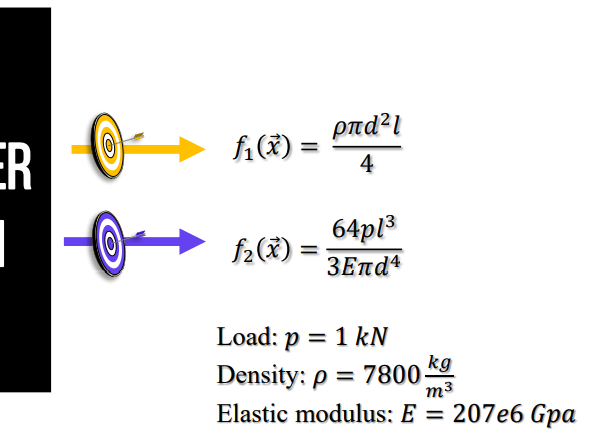 ER
f₁(x⃗) = ρπd²l / 4
f₂(x⃗) = 64pl³ / 3Eπd⁴
Load: p = 1 kN
Density: ρ = 7800 kg/m³
Elastic modulus: E = 207e6 Gpa